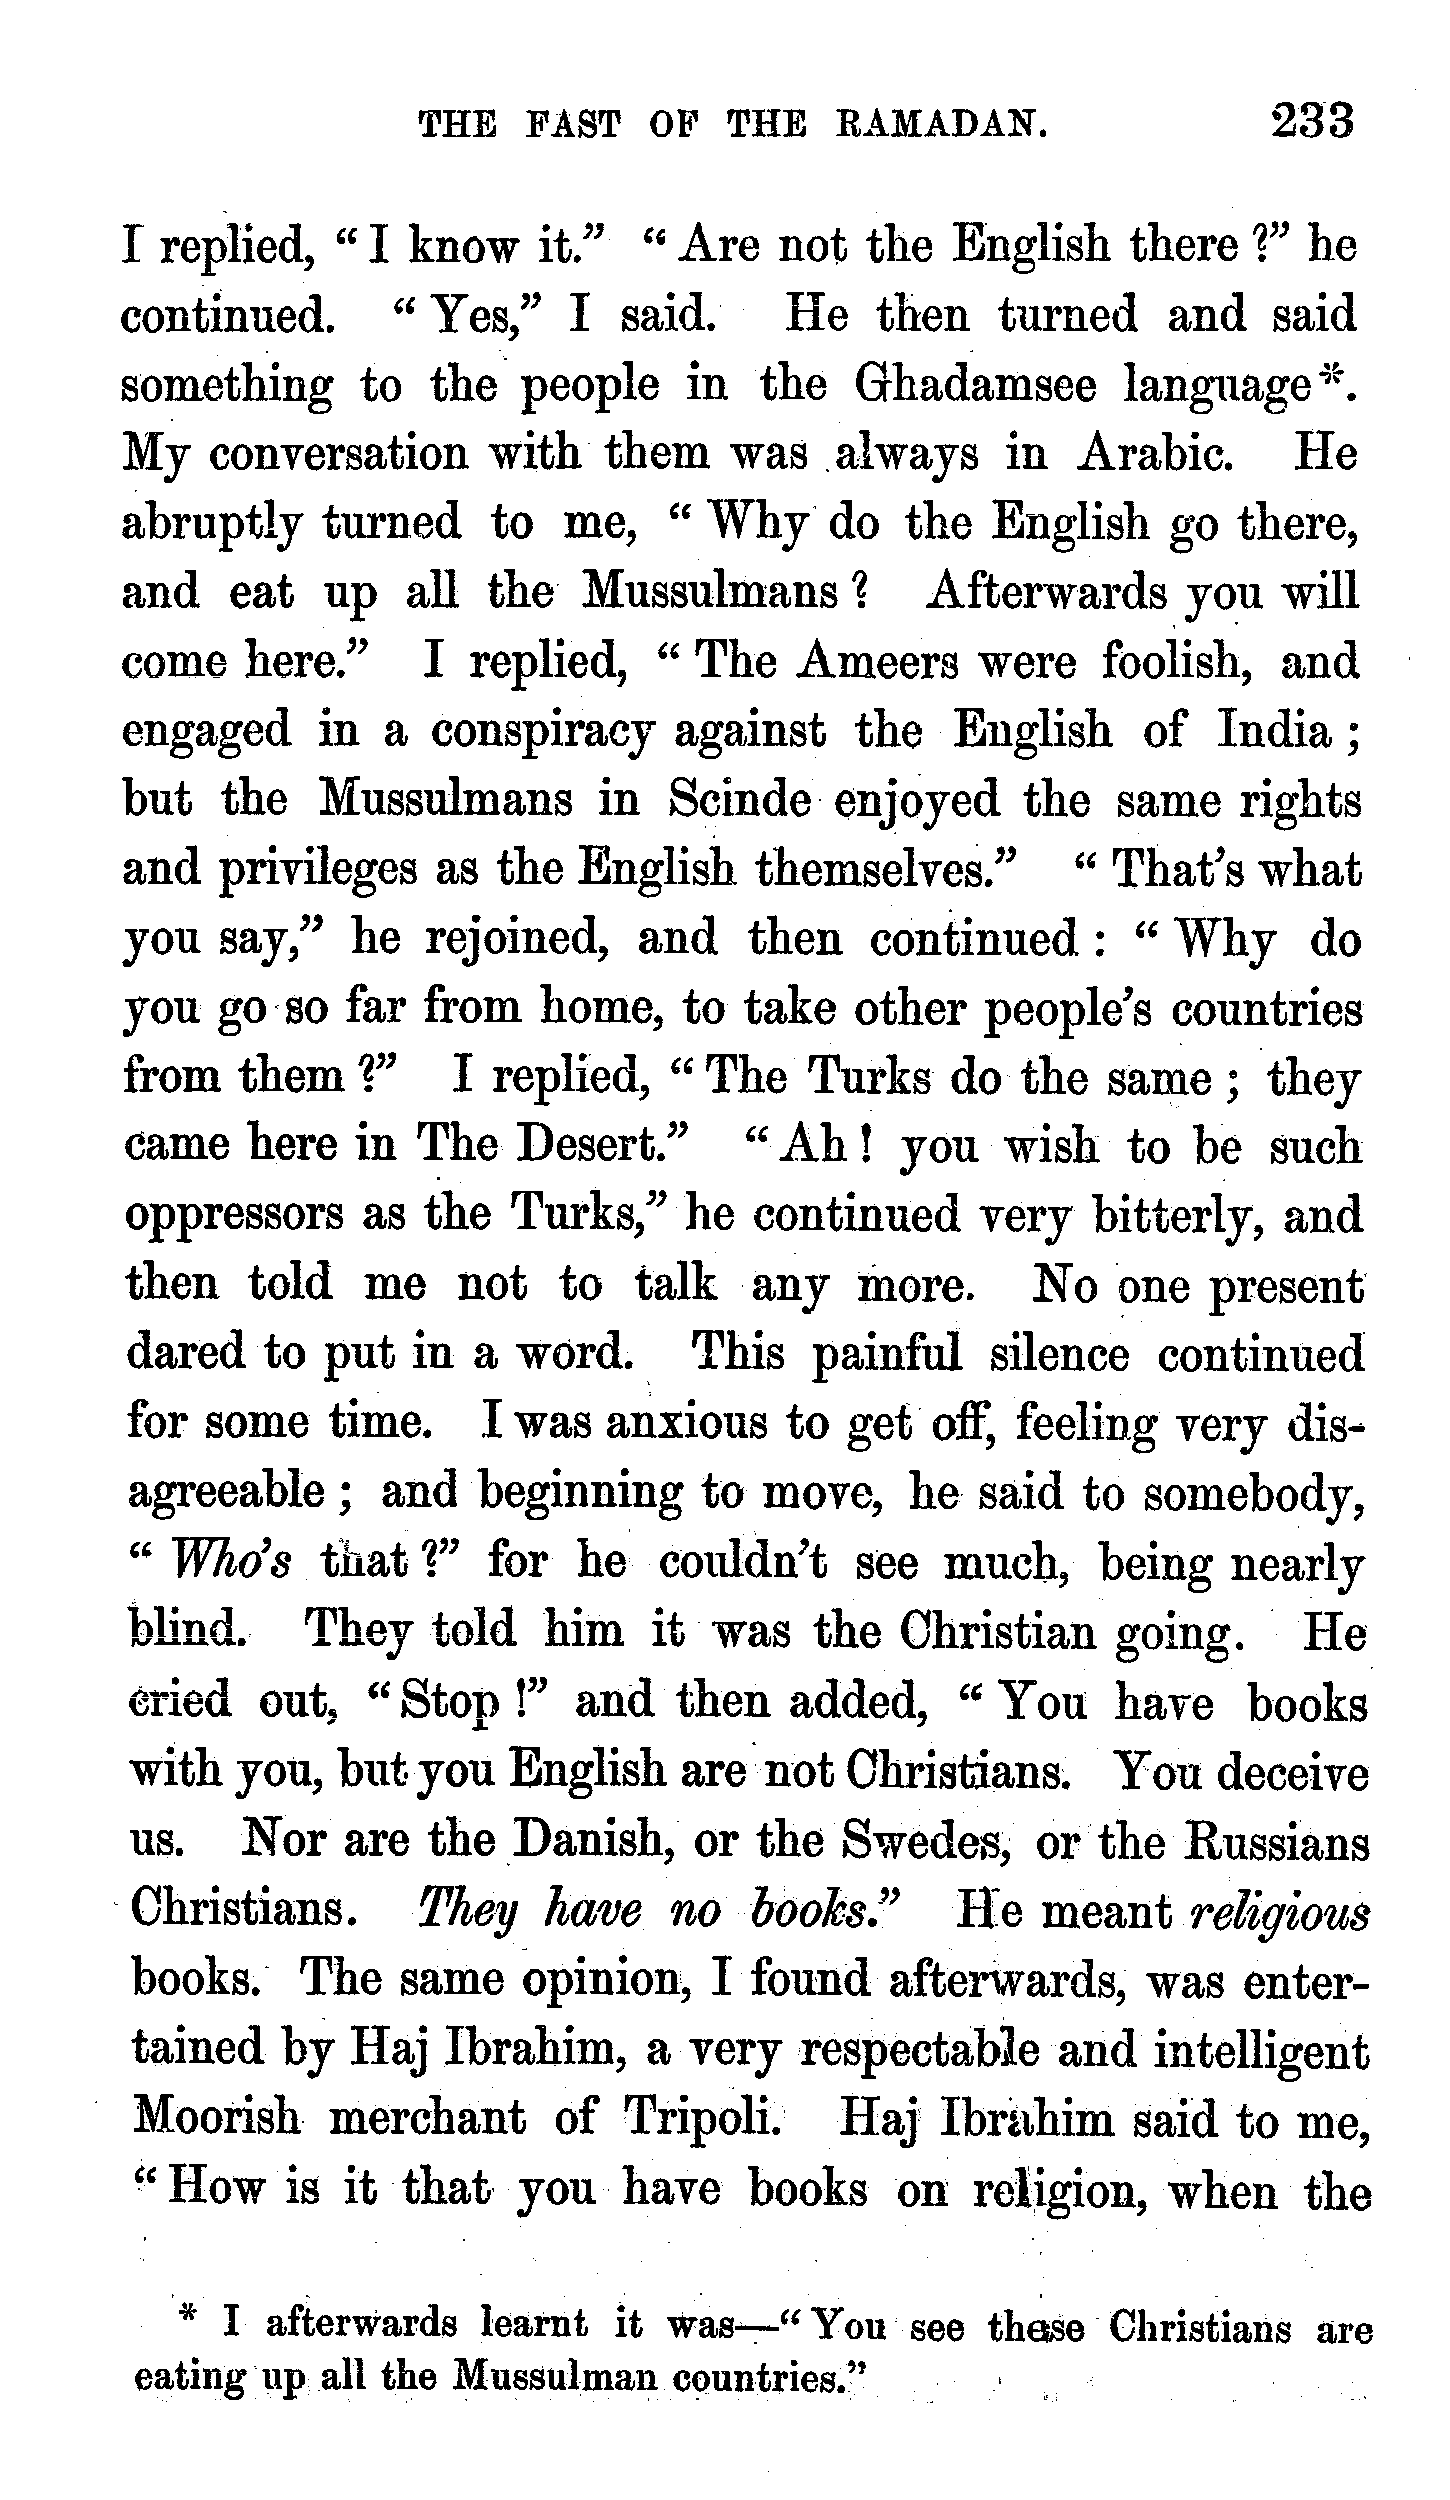 THE FAST OF THE RAMADAN. 233
I replied, "I know it." "Are not the English there?" he
continued. "Yes," I said. He then turned and said
something to the people in the Ghadamsee language*.
My conversation with them was always in Arabic. He
abruptly turned to me, "Why do the English go there,
and eat up all the Mussulmans? Afterwards you will
come here." I replied, "The Ameers were foolish, and
engaged in a conspiracy against the English of India;
but the Mussulmans in Scinde enjoyed the same rights
and privileges as the English themselves." "That's what
you say," he rejoined, and then continued: "Why do
you go so far from home, to take other people's countries
from them?" I replied, "The Turks do the same; they
came here in The Desert." "Ah! you wish to be such
oppressors as the Turks," he continued very bitterly, and
then told me not to talk any more. No one present
dared to put in a word. This painful silence continued
for some time. I was anxious to get off, feeling very dis-
agreeable; and beginning to move, he said to somebody,
"Who's that?" for he couldn't see much, being nearly
blind. They told him it was the Christian going. He
cried out, "Stop!" and then added, "You have books
with you, but you English are not Christians. You deceive
us. Nor are the Danish, or the Swedes, or the Russians
Christians. They have no books." He meant religious
books. The same opinion, I found afterwards, was enter-
tained by Haj Ibrahim, a very respectable and intelligent
Moorish merchant of Tripoli. Haj Ibrahim said to me,
"How is it that you have books on religion, when the
* I afterwards learnt it was—"You see these Christians are
eating up all the Mussulman countries."